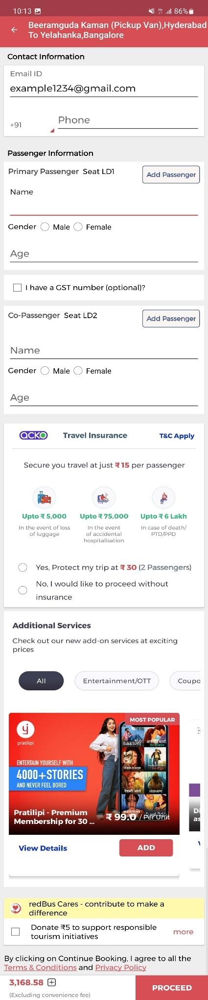 10:13
86%
Beeramguda Kaman (Pickup Van),Hyderabad
To Yelahanka,Bangalore
Contact Information
Email ID
example1234@gmail.com
+91
Phone
Passenger Information
Primary Passenger Seat LD1
Add Passenger
Name
Gender Male Female
Age
I have a GST number (optional)?
Co-Passenger Seat LD2
Add Passenger
Name
Gender Male Female
Age
acko
Travel Insurance
T&C Apply
Secure you travel at just ₹ 15 per passenger
Upto ₹ 5,000
In the event of loss
of luggage
Upto ₹ 75,000
In the event
of accidental
hospitalisation
Upto ₹ 6 Lakh
In case of death/
PTD/PPD
Yes, Protect my trip at ₹ 30 (2 Passengers)
No, I would like to proceed without
insurance
Additional Services
Check out our new add-on services at exciting
prices
All
Entertainment/OTT
Coupo
MOST POPULAR
pratilipi
ENTERTAIN YOURSELF WITH
4000+STORIES
AND NEVER FEEL BORED
रेशमी नाते
संक्रमण
Pratilipi - Premium
Membership for 30 ...
₹ 99.0 / Per Unit
Di
as
View Details
ADD
redBus Cares - contribute to make a
difference
Donate ₹5 to support responsible
tourism initiatives
more
By clicking on Continue Booking, I agree to all the
Terms & Conditions and Privacy Policy
3,168.58
(Excluding convenience fee)
PROCEED